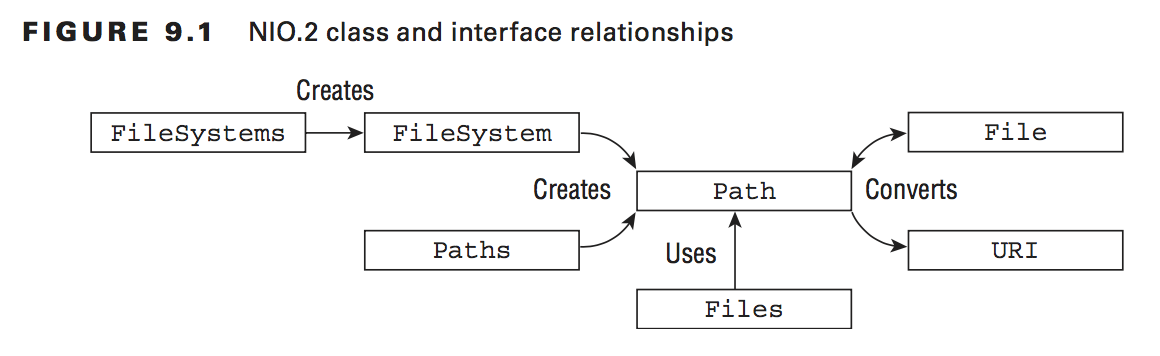 FIGURE 9.1 NIO.2 class and interface relationships
Creates
FileSystems
FileSystem
File
Creates
Path
Converts
Paths
Uses
URI
Files